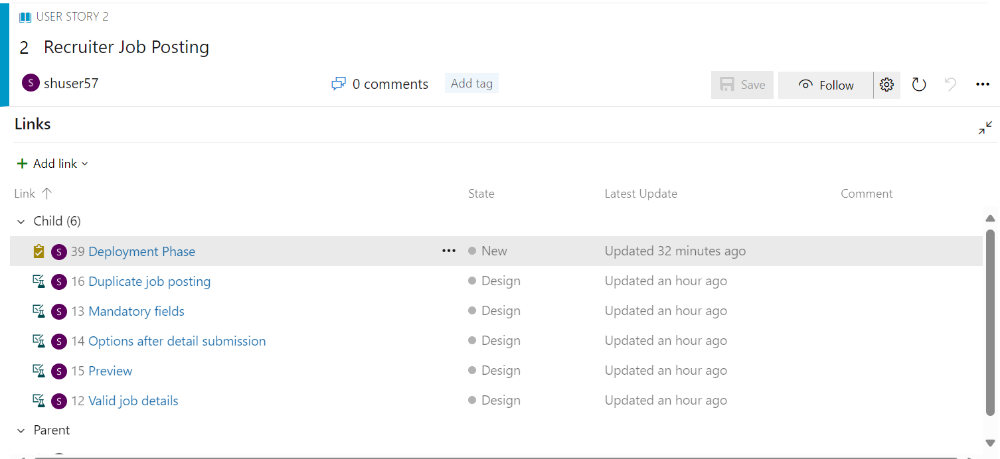 USER STORY 2
2 Recruiter Job Posting
S shuser57 0 comments Add tag Save Follow
Links
Add link
Link State Latest Update Comment
Child (6)
S 39 Deployment Phase ••• New Updated 32 minutes ago
S 16 Duplicate job posting Design Updated an hour ago
S 13 Mandatory fields Design Updated an hour ago
S 14 Options after detail submission Design Updated an hour ago
S 15 Preview Design Updated an hour ago
S 12 Valid job details Design Updated an hour ago
Parent